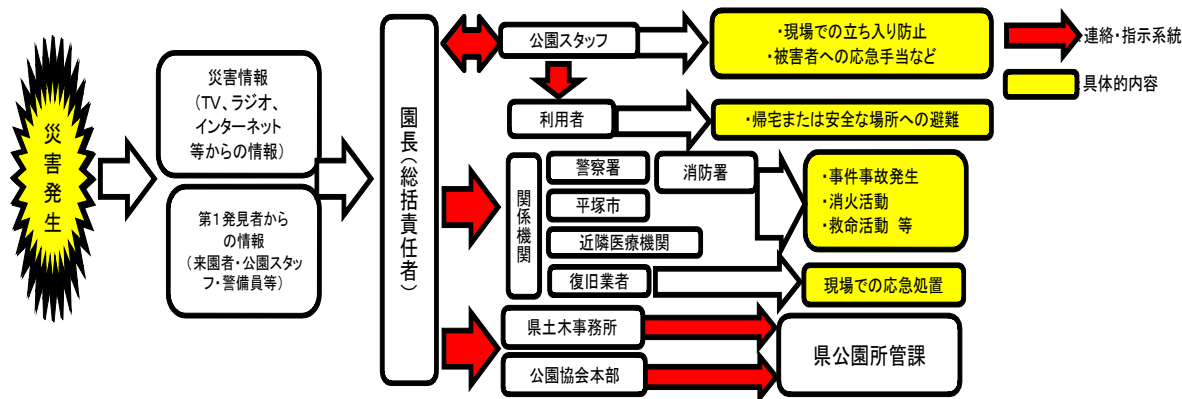 災害発生
災害情報
(TV、ラジオ、
インターネット
等からの情報)
第1発見者から
の情報
(来園者・公園スタッ
フ・警備員等)
園長(総括責任者)
公園スタッフ
・現場での立ち入り防止
・被害者への応急手当など
利用者
・帰宅または安全な場所への避難
関係機関
警察署
消防署
平塚市
近隣医療機関
復旧業者
・事件事故発生
・消火活動
・救命活動 等
現場での応急処置
県土木事務所
公園協会本部
県公園所管課
連絡・指示系統
具体的内容